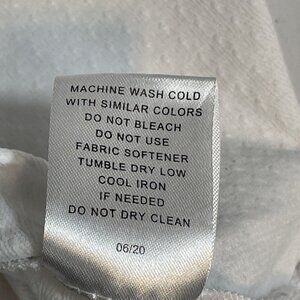 MACHINE WASH COLD
WITH SIMILAR COLORS
DO NOT BLEACH
DO NOT USE
FABRIC SOFTENER
TUMBLE DRY LOW
COOL IRON
IF NEEDED
DO NOT DRY CLEAN
06/20